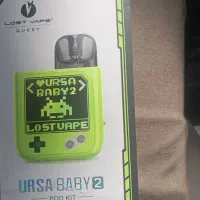 LOST VAPE
QUEST
<♥URSA
BABY2>
LOSTVAPE
URSA BABY 2
POD KIT